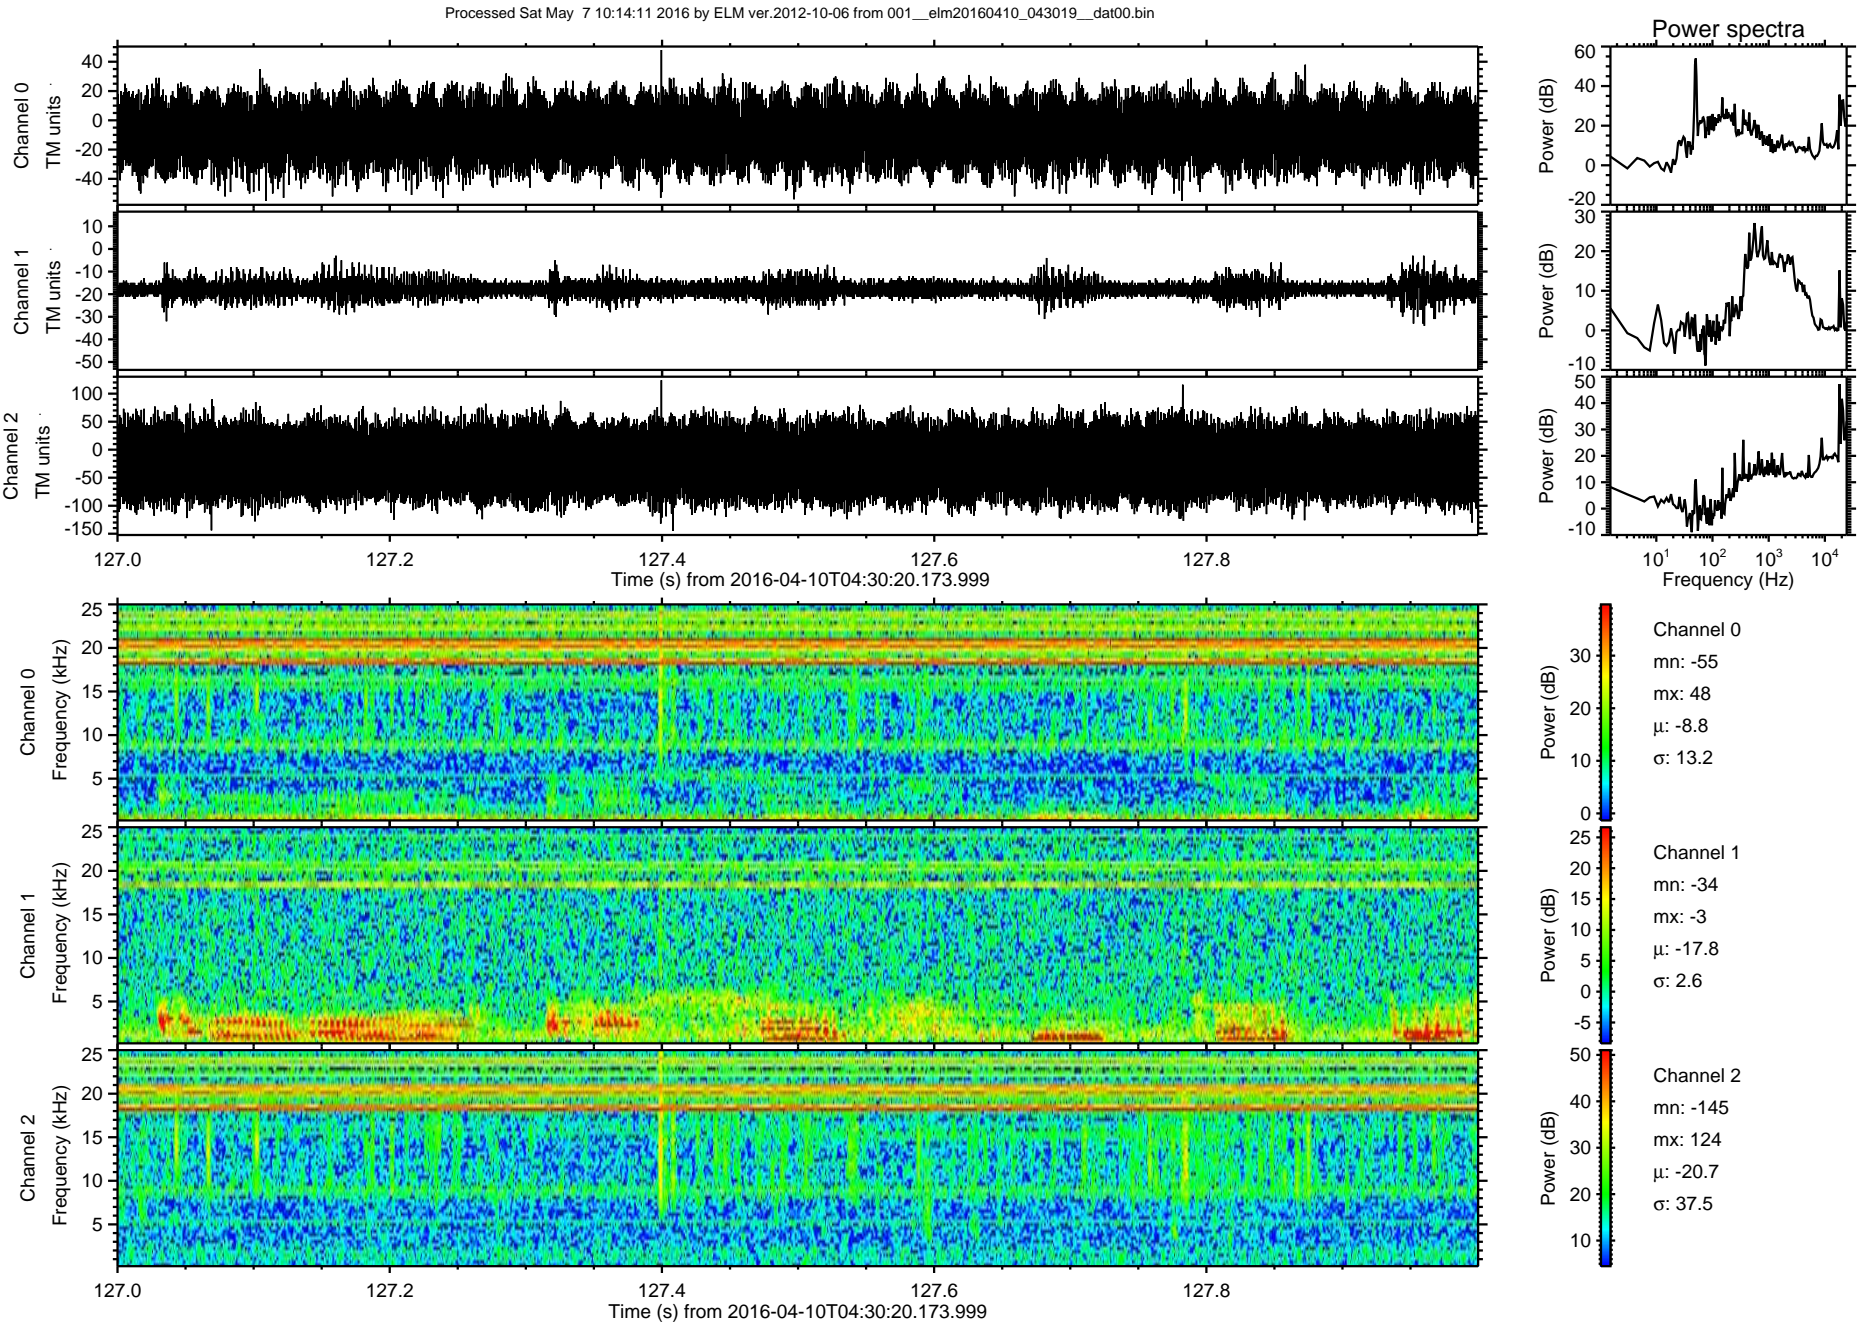 Processed Sat May  7 10:14:11 2016 by ELM ver.2012-10-06 from 001__elm20160410_043019__dat00.bin
Power spectra
Channel 0
TM units
40
20
0
-20
-40
Power (dB)
60
40
20
0
-20
Channel 1
TM units
10
0
-10
-20
-30
-40
-50
Power (dB)
30
20
10
0
-10
Channel 2
TM units
100
50
0
-50
-100
-150
Power (dB)
50
40
30
20
10
0
-10
127.0 127.2 127.4 127.6 127.8
Time (s) from 2016-04-10T04:30:20.173.999
10¹ 10² 10³ 10⁴
Frequency (Hz)
Channel 0
Frequency (kHz)
25
20
15
10
5
Power (dB)
30
20
10
0
Channel 0
mn: -55
mx: 48
μ: -8.8
σ: 13.2
Channel 1
Frequency (kHz)
25
20
15
10
5
Power (dB)
25
20
15
10
5
0
-5
Channel 1
mn: -34
mx: -3
μ: -17.8
σ: 2.6
Channel 2
Frequency (kHz)
25
20
15
10
5
Power (dB)
50
40
30
20
10
Channel 2
mn: -145
mx: 124
μ: -20.7
σ: 37.5
127.0 127.2 127.4 127.6 127.8
Time (s) from 2016-04-10T04:30:20.173.999